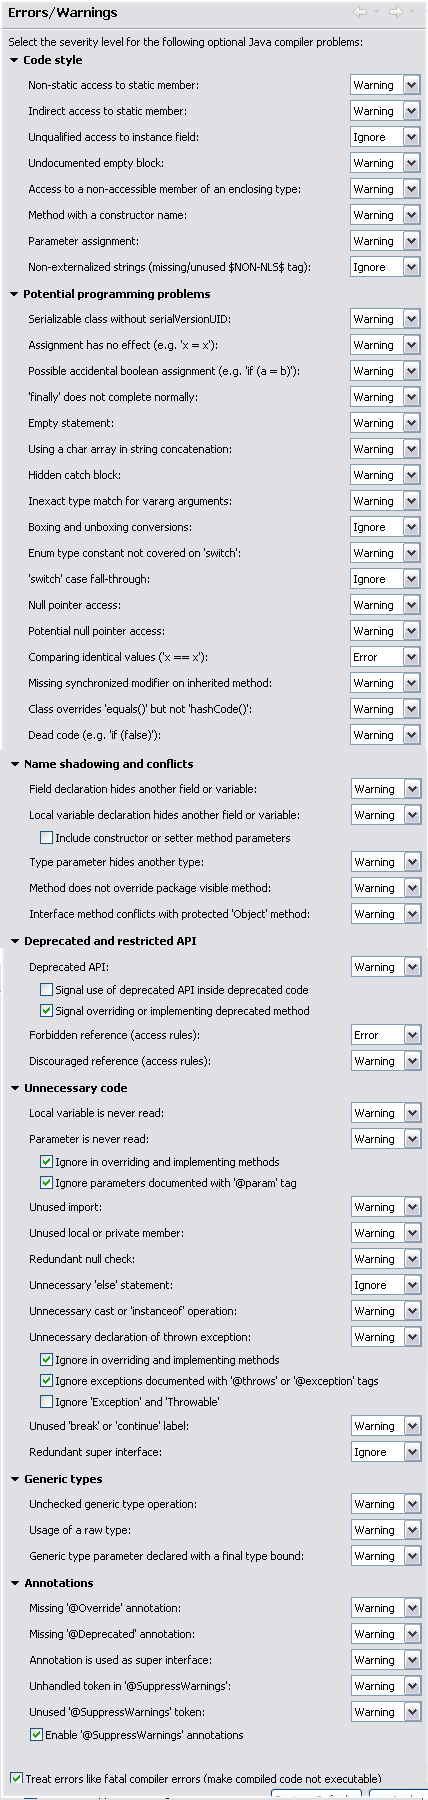 Errors/Warnings
Select the severity level for the following optional Java compiler problems:
Code style
Non-static access to static member: Warning
Indirect access to static member: Warning
Unqualified access to instance field: Ignore
Undocumented empty block: Warning
Access to a non-accessible member of an enclosing type: Warning
Method with a constructor name: Warning
Parameter assignment: Warning
Non-externalized strings (missing/unused $NON-NLS$ tag): Ignore
Potential programming problems
Serializable class without serialVersionUID: Warning
Assignment has no effect (e.g. 'x = x'): Warning
Possible accidental boolean assignment (e.g. 'if (a = b)'): Warning
'finally' does not complete normally: Warning
Empty statement: Warning
Using a char array in string concatenation: Warning
Hidden catch block: Warning
Inexact type match for vararg arguments: Warning
Boxing and unboxing conversions: Ignore
Enum type constant not covered on 'switch': Warning
'switch' case fall-through: Ignore
Null pointer access: Warning
Potential null pointer access: Warning
Comparing identical values ('x == x'): Error
Missing synchronized modifier on inherited method: Warning
Class overrides 'equals()' but not 'hashCode()': Warning
Dead code (e.g. 'if (false)'): Warning
Name shadowing and conflicts
Field declaration hides another field or variable: Warning
Local variable declaration hides another field or variable: Warning
Include constructor or setter method parameters
Type parameter hides another type: Warning
Method does not override package visible method: Warning
Interface method conflicts with protected 'Object' method: Warning
Deprecated and restricted API
Deprecated API: Warning
Signal use of deprecated API inside deprecated code
Signal overriding or implementing deprecated method
Forbidden reference (access rules): Error
Discouraged reference (access rules): Warning
Unnecessary code
Local variable is never read: Warning
Parameter is never read: Warning
Ignore in overriding and implementing methods
Ignore parameters documented with '@param' tag
Unused import: Warning
Unused local or private member: Warning
Redundant null check: Warning
Unnecessary 'else' statement: Ignore
Unnecessary cast or 'instanceof' operation: Warning
Unnecessary declaration of thrown exception: Warning
Ignore in overriding and implementing methods
Ignore exceptions documented with '@throws' or '@exception' tags
Ignore 'Exception' and 'Throwable'
Unused 'break' or 'continue' label: Warning
Redundant super interface: Ignore
Generic types
Unchecked generic type operation: Warning
Usage of a raw type: Warning
Generic type parameter declared with a final type bound: Warning
Annotations
Missing '@Override' annotation: Warning
Missing '@Deprecated' annotation: Warning
Annotation is used as super interface: Warning
Unhandled token in '@SuppressWarnings': Warning
Unused '@SuppressWarnings' token: Warning
Enable '@SuppressWarnings' annotations
Treat errors like fatal compiler errors (make compiled code not executable)